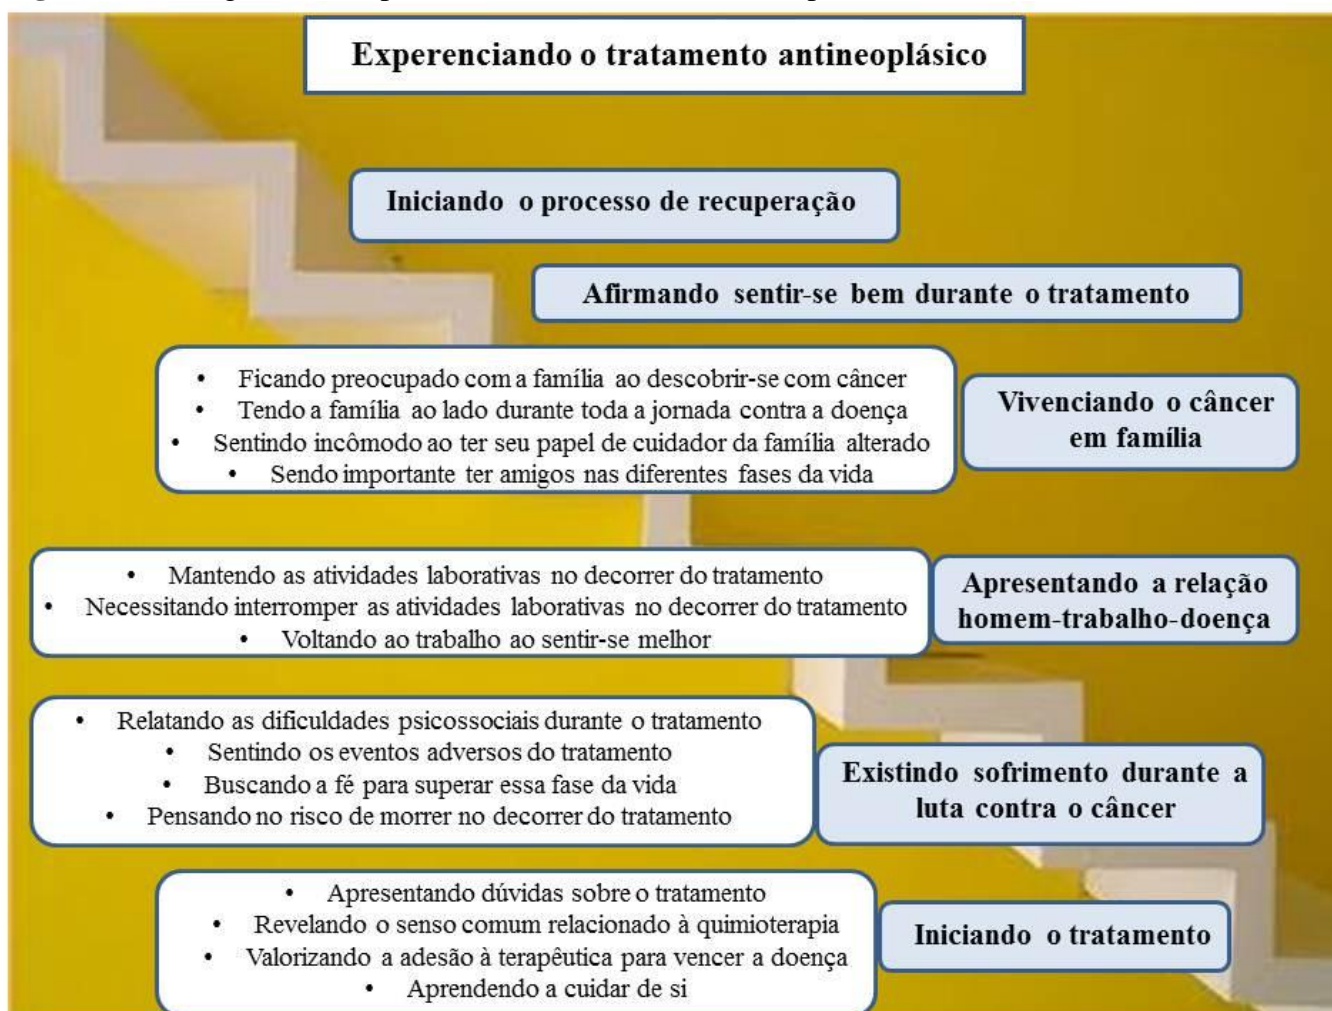 Experenciando o tratamento antineoplásico
Iniciando o processo de recuperação
Afirmando sentir-se bem durante o tratamento
• Ficando preocupado com a família ao descobrir-se com câncer
• Tendo a família ao lado durante toda a jornada contra a doença
• Sentindo incômodo ao ter seu papel de cuidador da família alterado
• Sendo importante ter amigos nas diferentes fases da vida
Vivenciando o câncer
em família
• Mantendo as atividades laborativas no decorrer do tratamento
• Necessitando interromper as atividades laborativas no decorrer do tratamento
• Voltando ao trabalho ao sentir-se melhor
Apresentando a relação
homem-trabalho-doença
• Relatando as dificuldades psicossociais durante o tratamento
• Sentindo os eventos adversos do tratamento
• Buscando a fé para superar essa fase da vida
• Pensando no risco de morrer no decorrer do tratamento
Existindo sofrimento durante a
luta contra o câncer
• Apresentando dúvidas sobre o tratamento
• Revelando o senso comum relacionado à quimioterapia
• Valorizando a adesão à terapêutica para vencer a doença
• Aprendendo a cuidar de si
Iniciando o tratamento